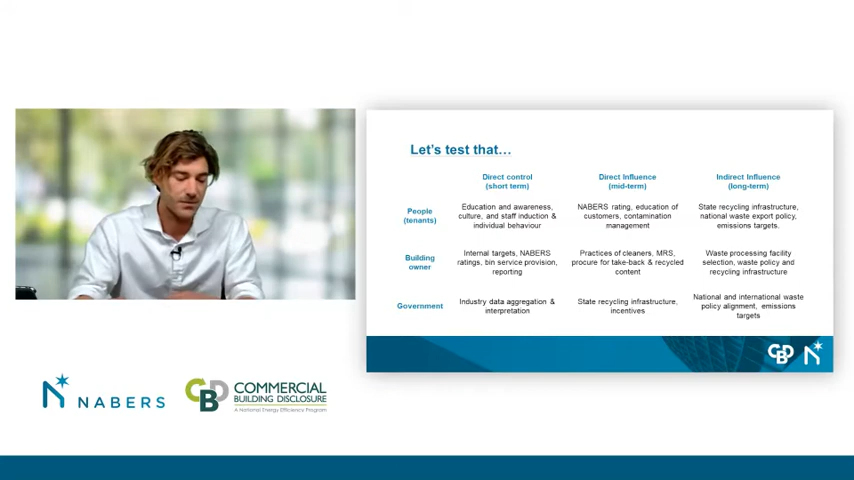 Let's test that…
Direct control
(short term)
Direct Influence
(mid-term)
Indirect Influence
(long-term)
People
(tenants)
Education and awareness,
culture, and staff induction &
individual behaviour
NABERS rating, education of
customers, contamination
management
State recycling infrastructure,
national waste export policy,
emissions targets.
Building
owner
Internal targets, NABERS
ratings, bin service provision,
reporting
Practices of cleaners, MRS,
procure for take-back & recycled
content
Waste processing facility
selection, waste policy and
recycling infrastructure
Government
Industry data aggregation &
interpretation
State recycling infrastructure,
incentives
National and international waste
policy alignment, emissions
targets
CBD N
N NABERS
CBD
COMMERCIAL
BUILDING DISCLOSURE
A National Energy Efficiency Program